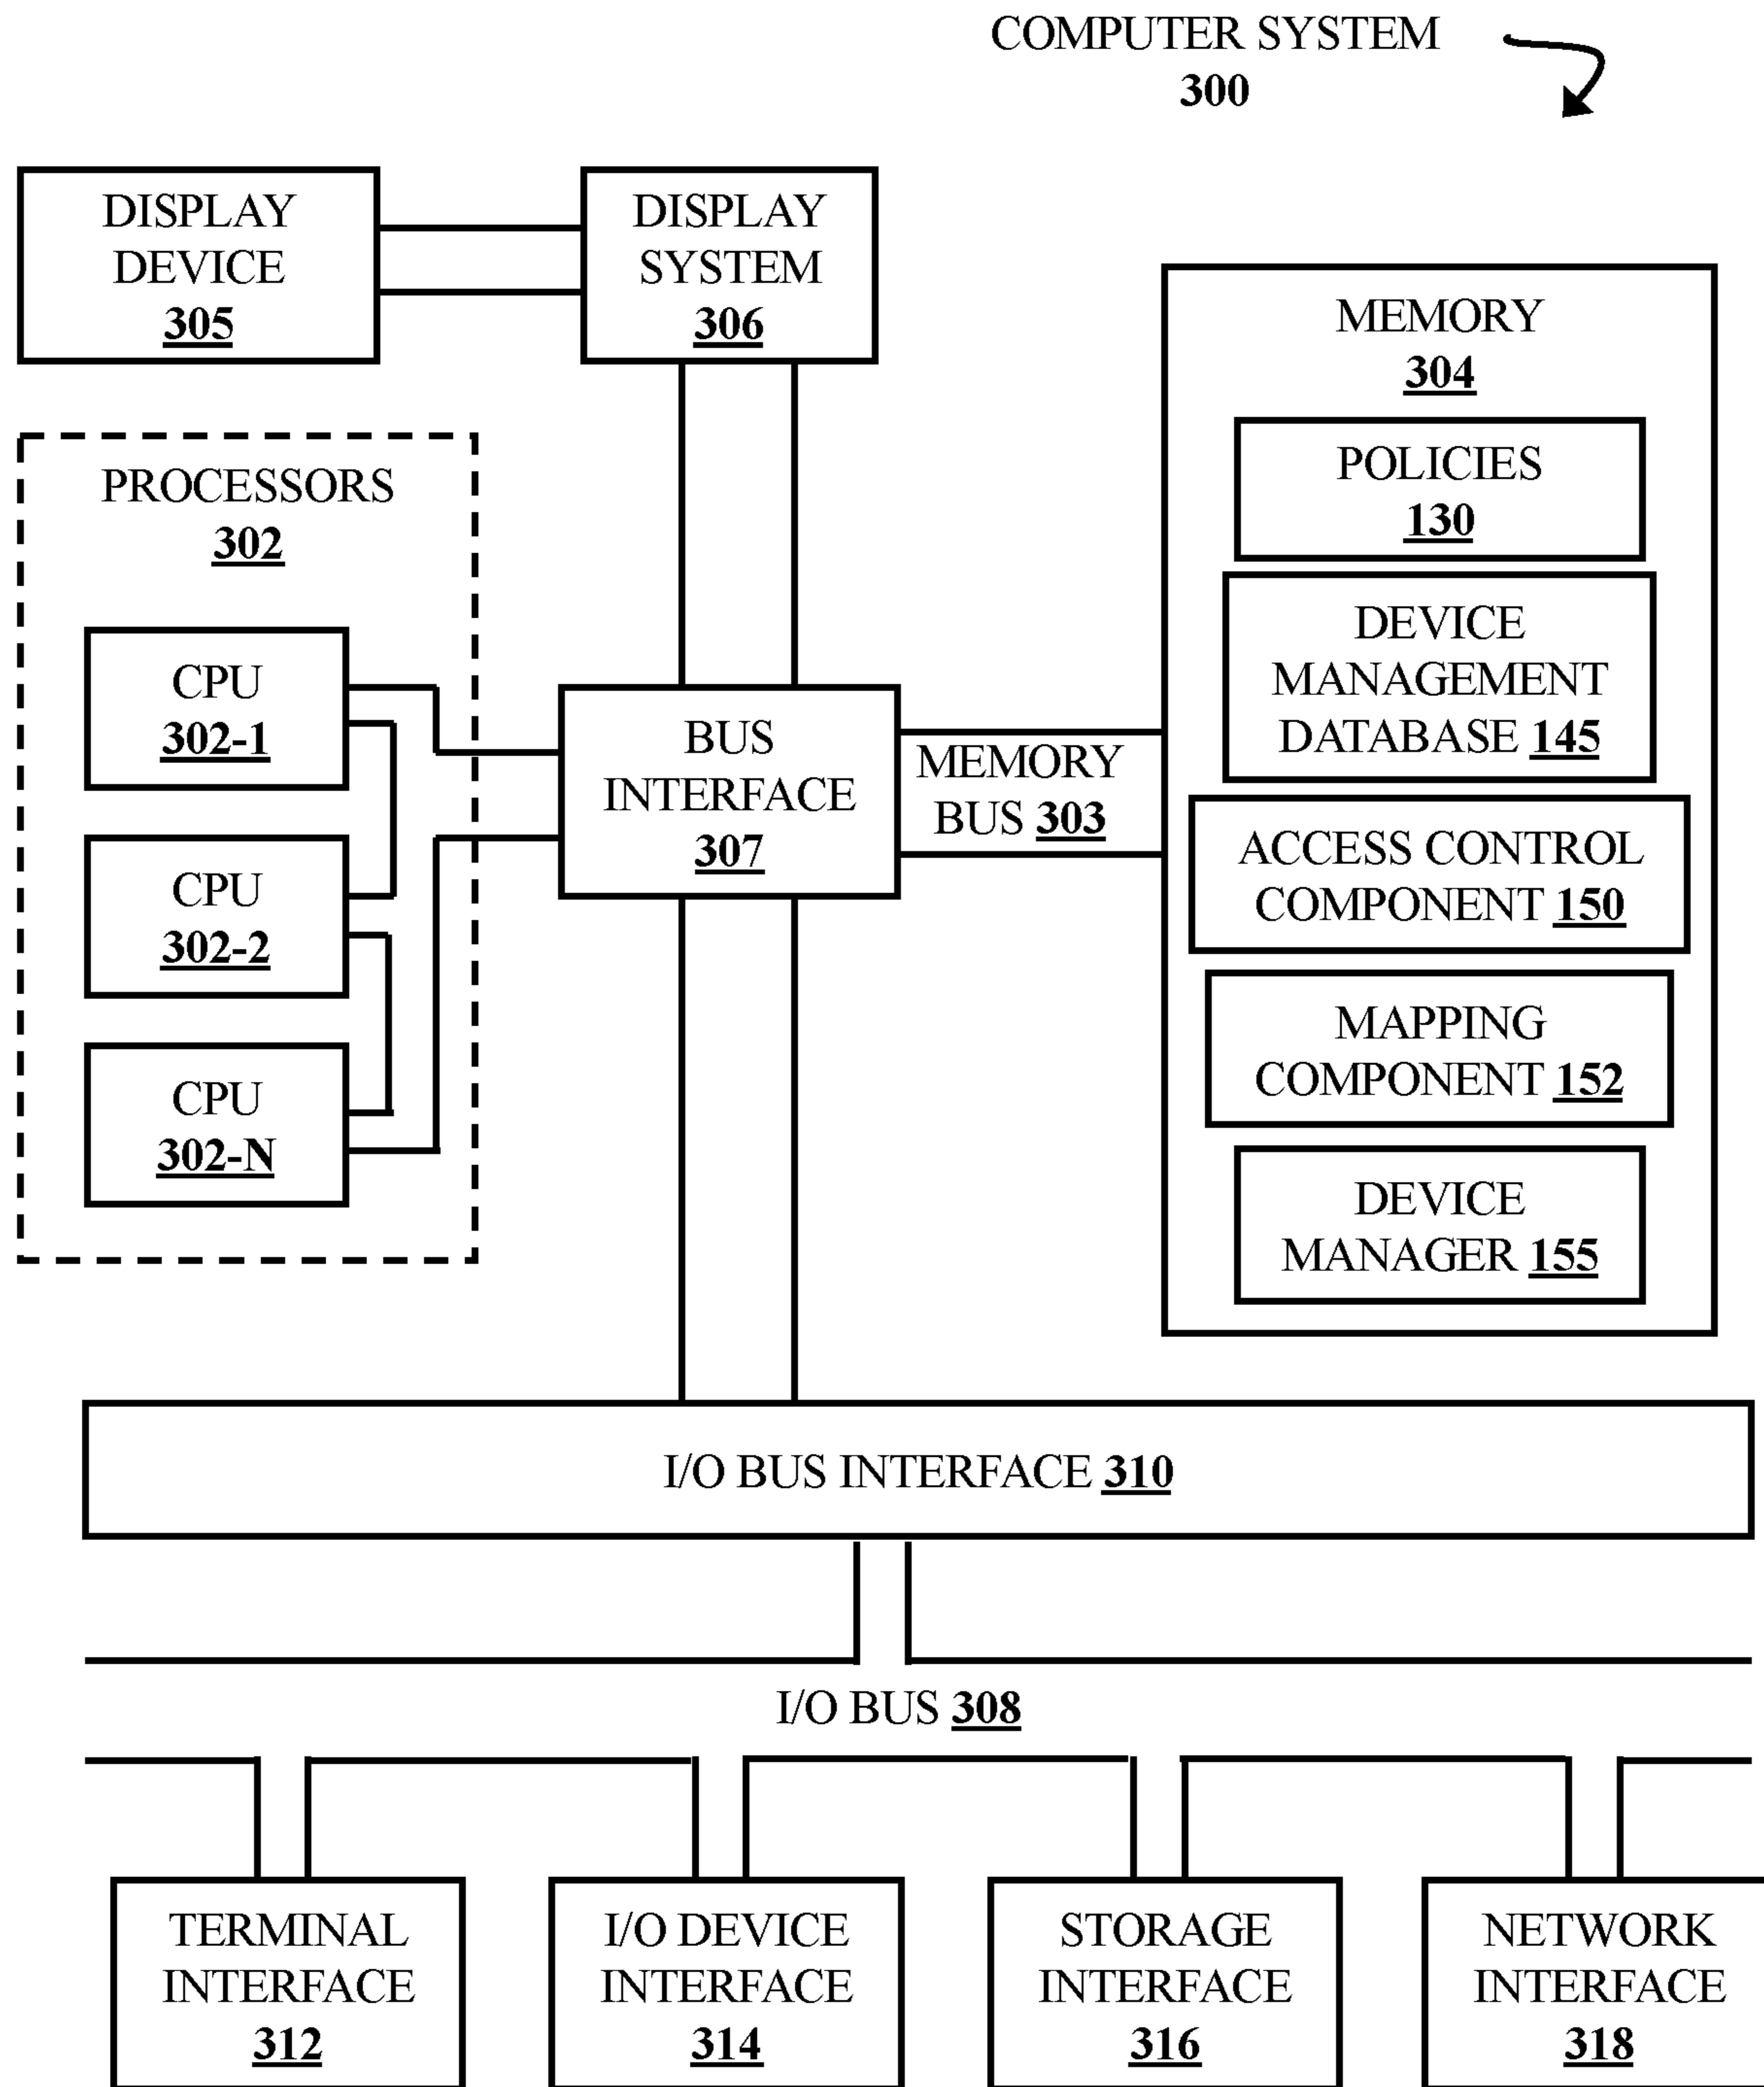 COMPUTER SYSTEM
300
DISPLAY
DEVICE
305
DISPLAY
SYSTEM
306
PROCESSORS
302
CPU
302-1
CPU
302-2
CPU
302-N
BUS
INTERFACE
307
MEMORY
BUS 303
MEMORY
304
POLICIES
130
DEVICE
MANAGEMENT
DATABASE 145
ACCESS CONTROL
COMPONENT 150
MAPPING
COMPONENT 152
DEVICE
MANAGER 155
I/O BUS INTERFACE 310
I/O BUS 308
TERMINAL
INTERFACE
312
I/O DEVICE
INTERFACE
314
STORAGE
INTERFACE
316
NETWORK
INTERFACE
318